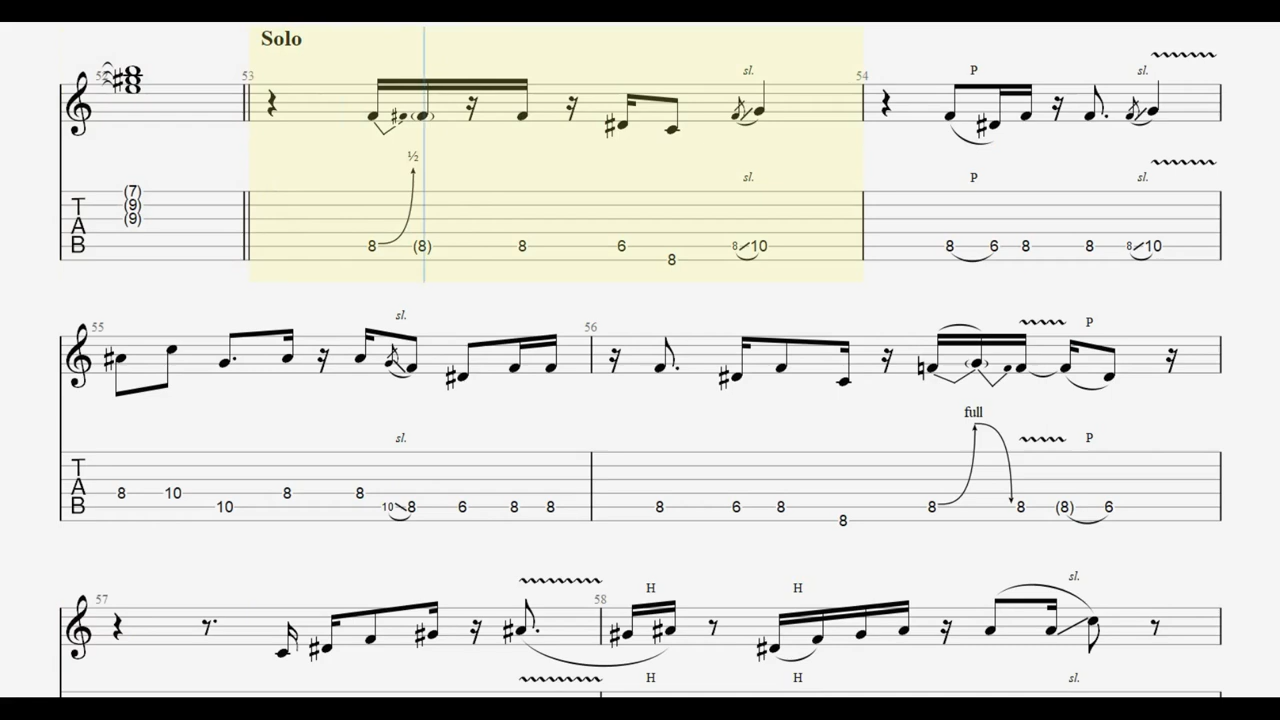 Solo
52 53 sl. 54 P sl.
½ sl. P sl.
(7)
T (9)
A (9)
B 8 (8) 8 6 8 10 8 6 8 8 8 10
8
55 sl. 56 P
full
sl. P
T
A 8 10 8 8
B 10 10 8 6 8 8 8 6 8 8 8 (8) 6
8
57 58 H H sl.
H H sl.